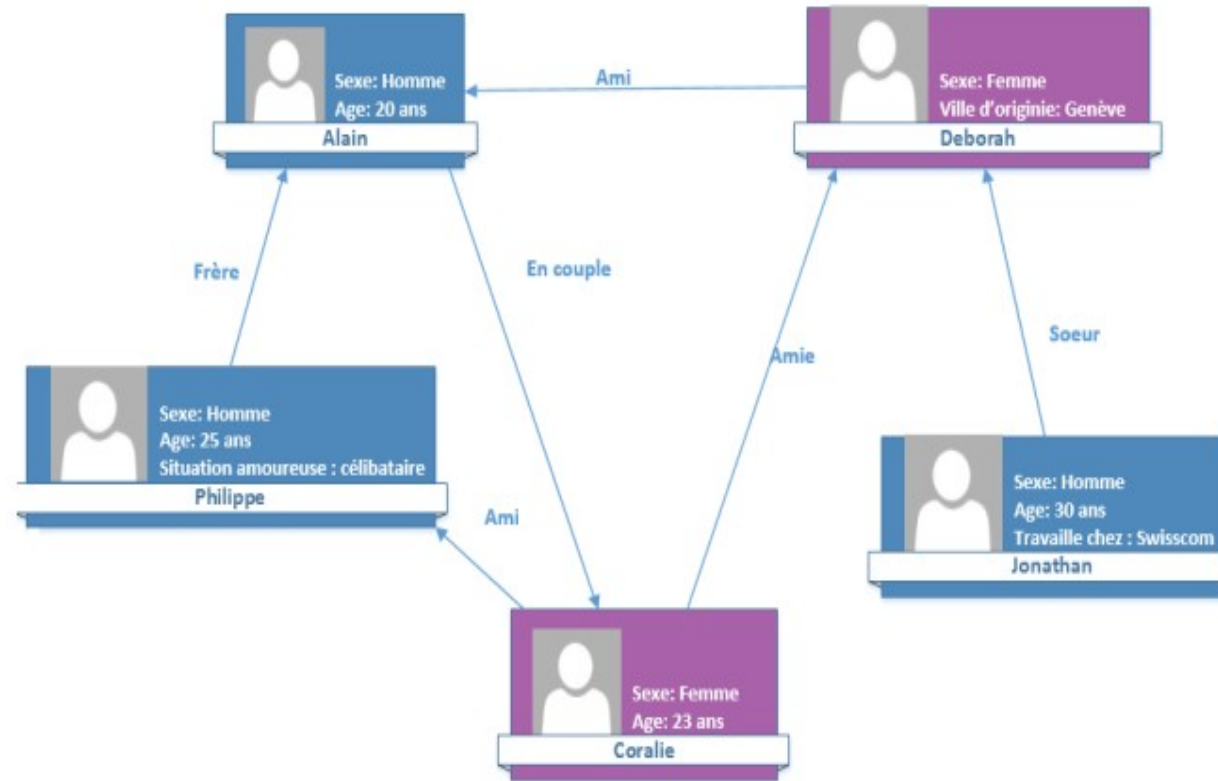 Sexe: Homme
Age: 20 ans
Alain
Ami
Sexe: Femme
Ville d'originie: Genève
Deborah
Frère
En couple
Amie
Soeur
Sexe: Homme
Age: 25 ans
Situation amoureuse : célibataire
Philippe
Ami
Sexe: Homme
Age: 30 ans
Travaille chez : Swisscom
Jonathan
Sexe: Femme
Age: 23 ans
Coralie